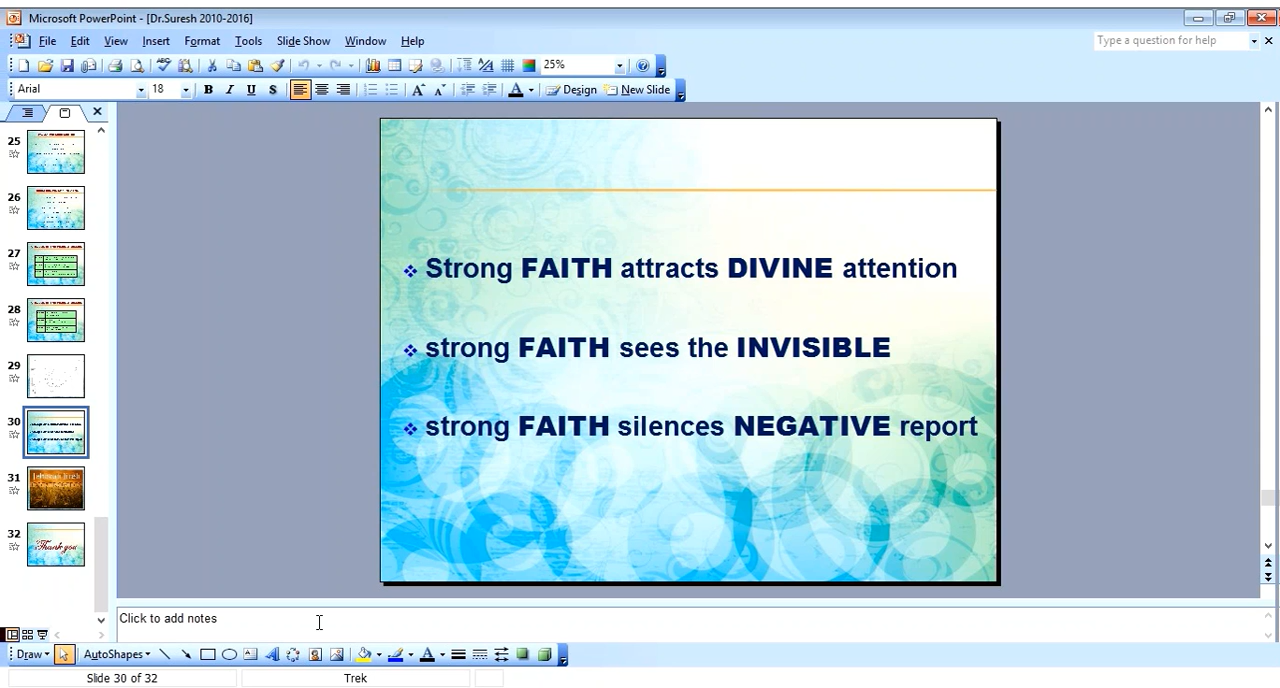 Microsoft PowerPoint - [Dr.Suresh 2010-2016]
File Edit View Insert Format Tools Slide Show Window Help
Type a question for help
25%
Arial 18 B I U S A A A Design New Slide
25
26
27
28
29
30
31
32
Thank you
Strong FAITH attracts DIVINE attention
strong FAITH sees the INVISIBLE
strong FAITH silences NEGATIVE report
Click to add notes
Draw AutoShapes A
Slide 30 of 32 Trek